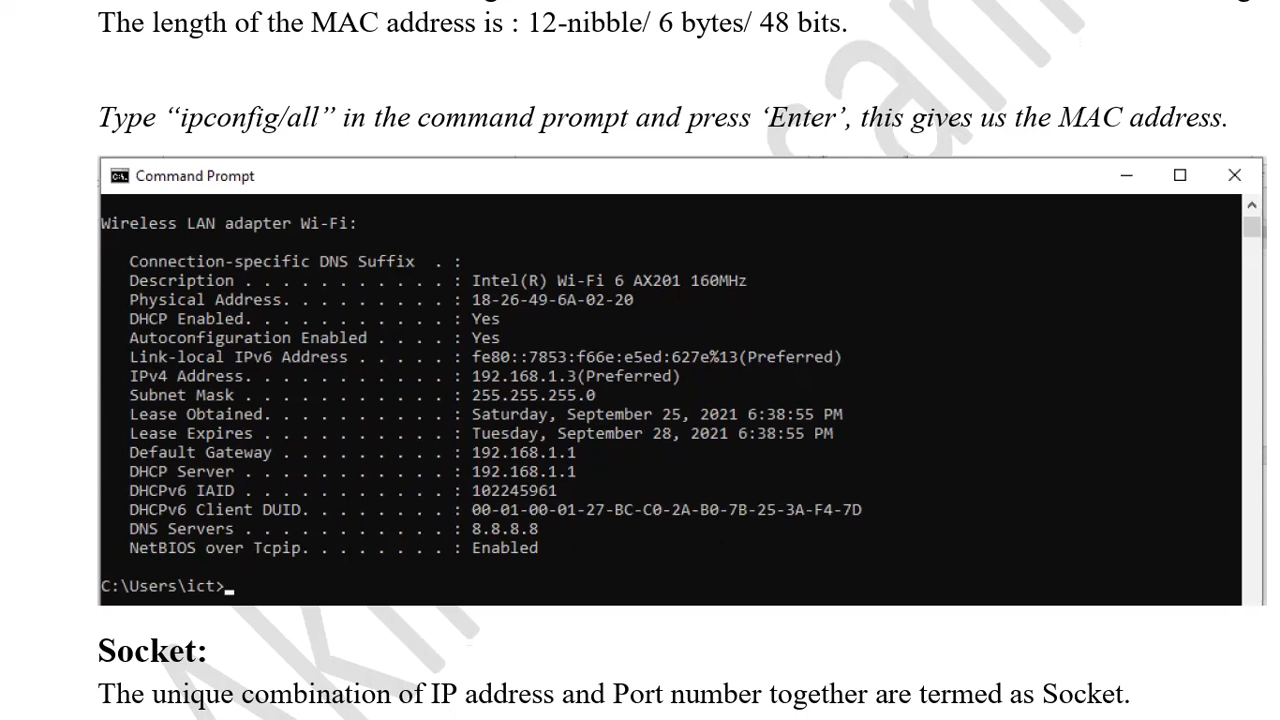 The length of the MAC address is : 12-nibble/ 6 bytes/ 48 bits.
Type “ipconfig/all” in the command prompt and press ‘Enter’, this gives us the MAC address.
Command Prompt
Wireless LAN adapter Wi-Fi:
Connection-specific DNS Suffix . :
Description . . . . . . . . . . . : Intel(R) Wi-Fi 6 AX201 160MHz
Physical Address. . . . . . . . . : 18-26-49-6A-02-20
DHCP Enabled. . . . . . . . . . . : Yes
Autoconfiguration Enabled . . . . : Yes
Link-local IPv6 Address . . . . . : fe80::7853:f66e:e5ed:627e%13(Preferred)
IPv4 Address. . . . . . . . . . . : 192.168.1.3(Preferred)
Subnet Mask . . . . . . . . . . . : 255.255.255.0
Lease Obtained. . . . . . . . . . : Saturday, September 25, 2021 6:38:55 PM
Lease Expires . . . . . . . . . . : Tuesday, September 28, 2021 6:38:55 PM
Default Gateway . . . . . . . . . : 192.168.1.1
DHCP Server . . . . . . . . . . . : 192.168.1.1
DHCPv6 IAID . . . . . . . . . . . : 102245961
DHCPv6 Client DUID. . . . . . . . : 00-01-00-01-27-BC-C0-2A-B0-7B-25-3A-F4-7D
DNS Servers . . . . . . . . . . . : 8.8.8.8
NetBIOS over Tcpip. . . . . . . . : Enabled
C:\Users\ict>
Socket:
The unique combination of IP address and Port number together are termed as Socket.